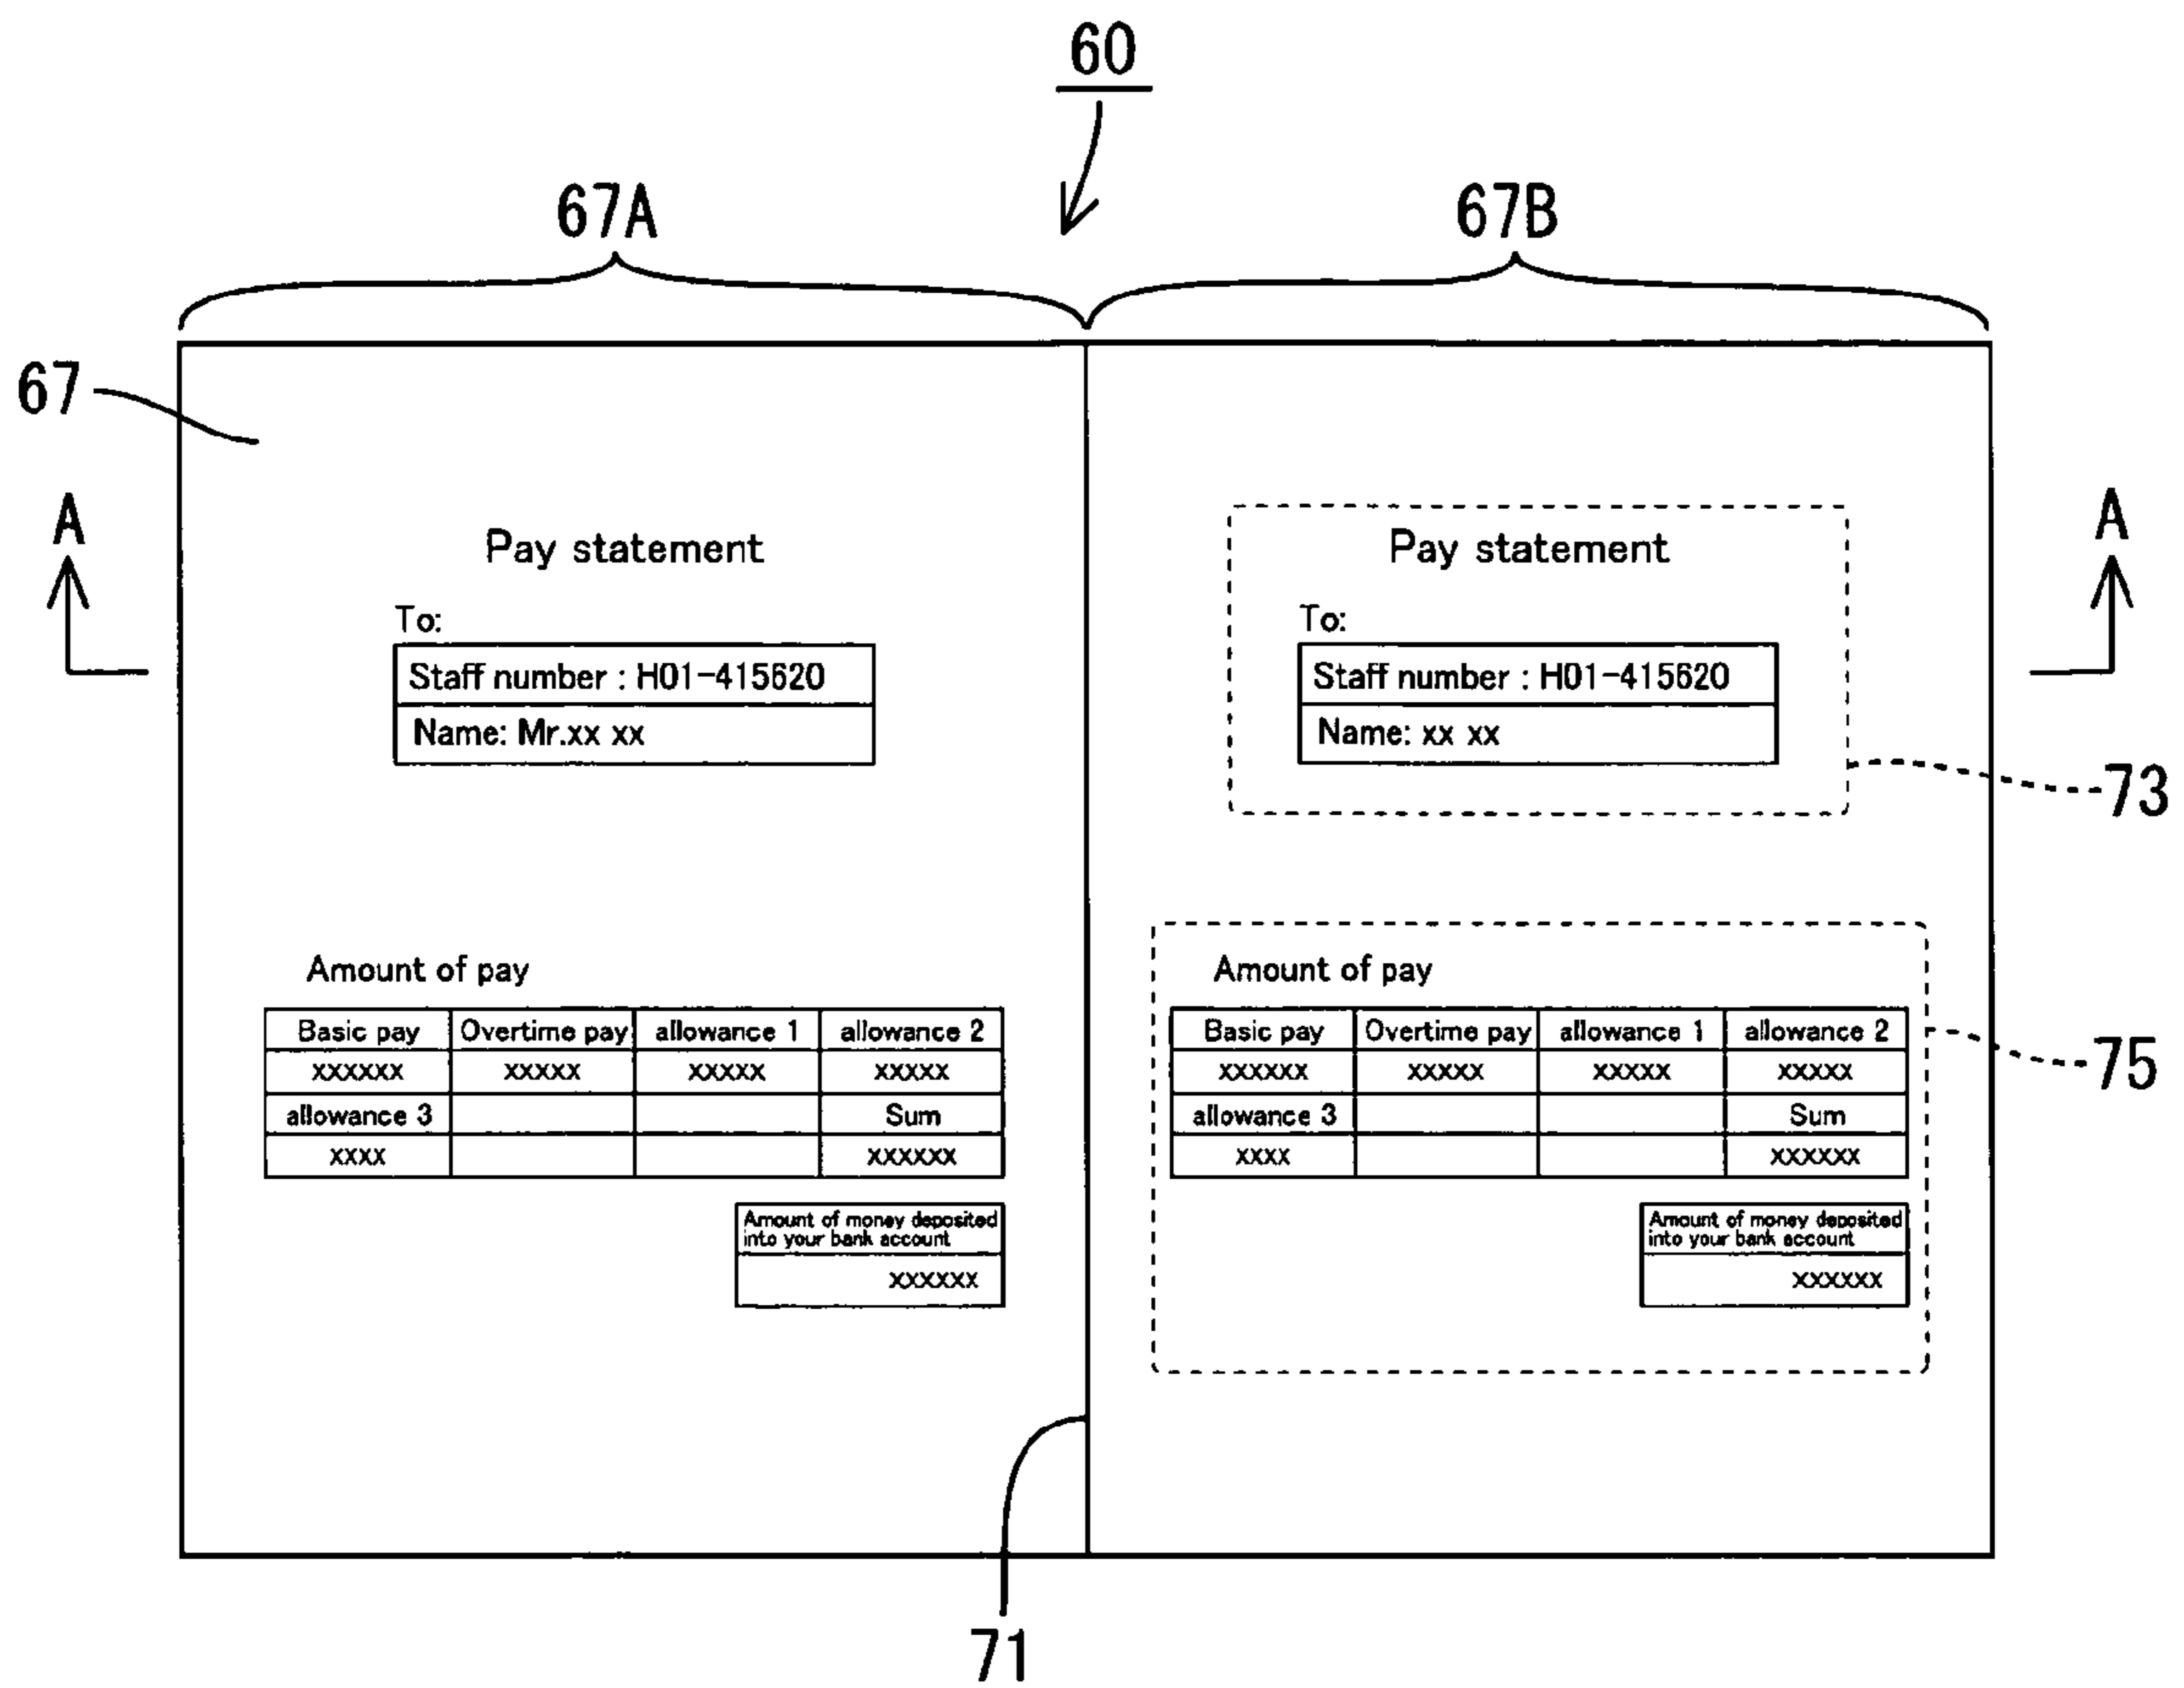 60
67A
67B
67
A
A
Pay statement
To:
Staff number : H01-415620
Name: Mr.xx xx
Amount of pay
Basic pay Overtime pay allowance 1 allowance 2
xxxxxx xxxxx xxxxx xxxxx
allowance 3 Sum
xxxx xxxxxx
Amount of money deposited
into your bank account
xxxxxx
Pay statement
To:
Staff number : H01-415620
Name: xx xx
73
Amount of pay
Basic pay Overtime pay allowance 1 allowance 2
xxxxxx xxxxx xxxxx xxxxx
allowance 3 Sum
xxxx xxxxxx
Amount of money deposited
into your bank account
xxxxxx
75
71